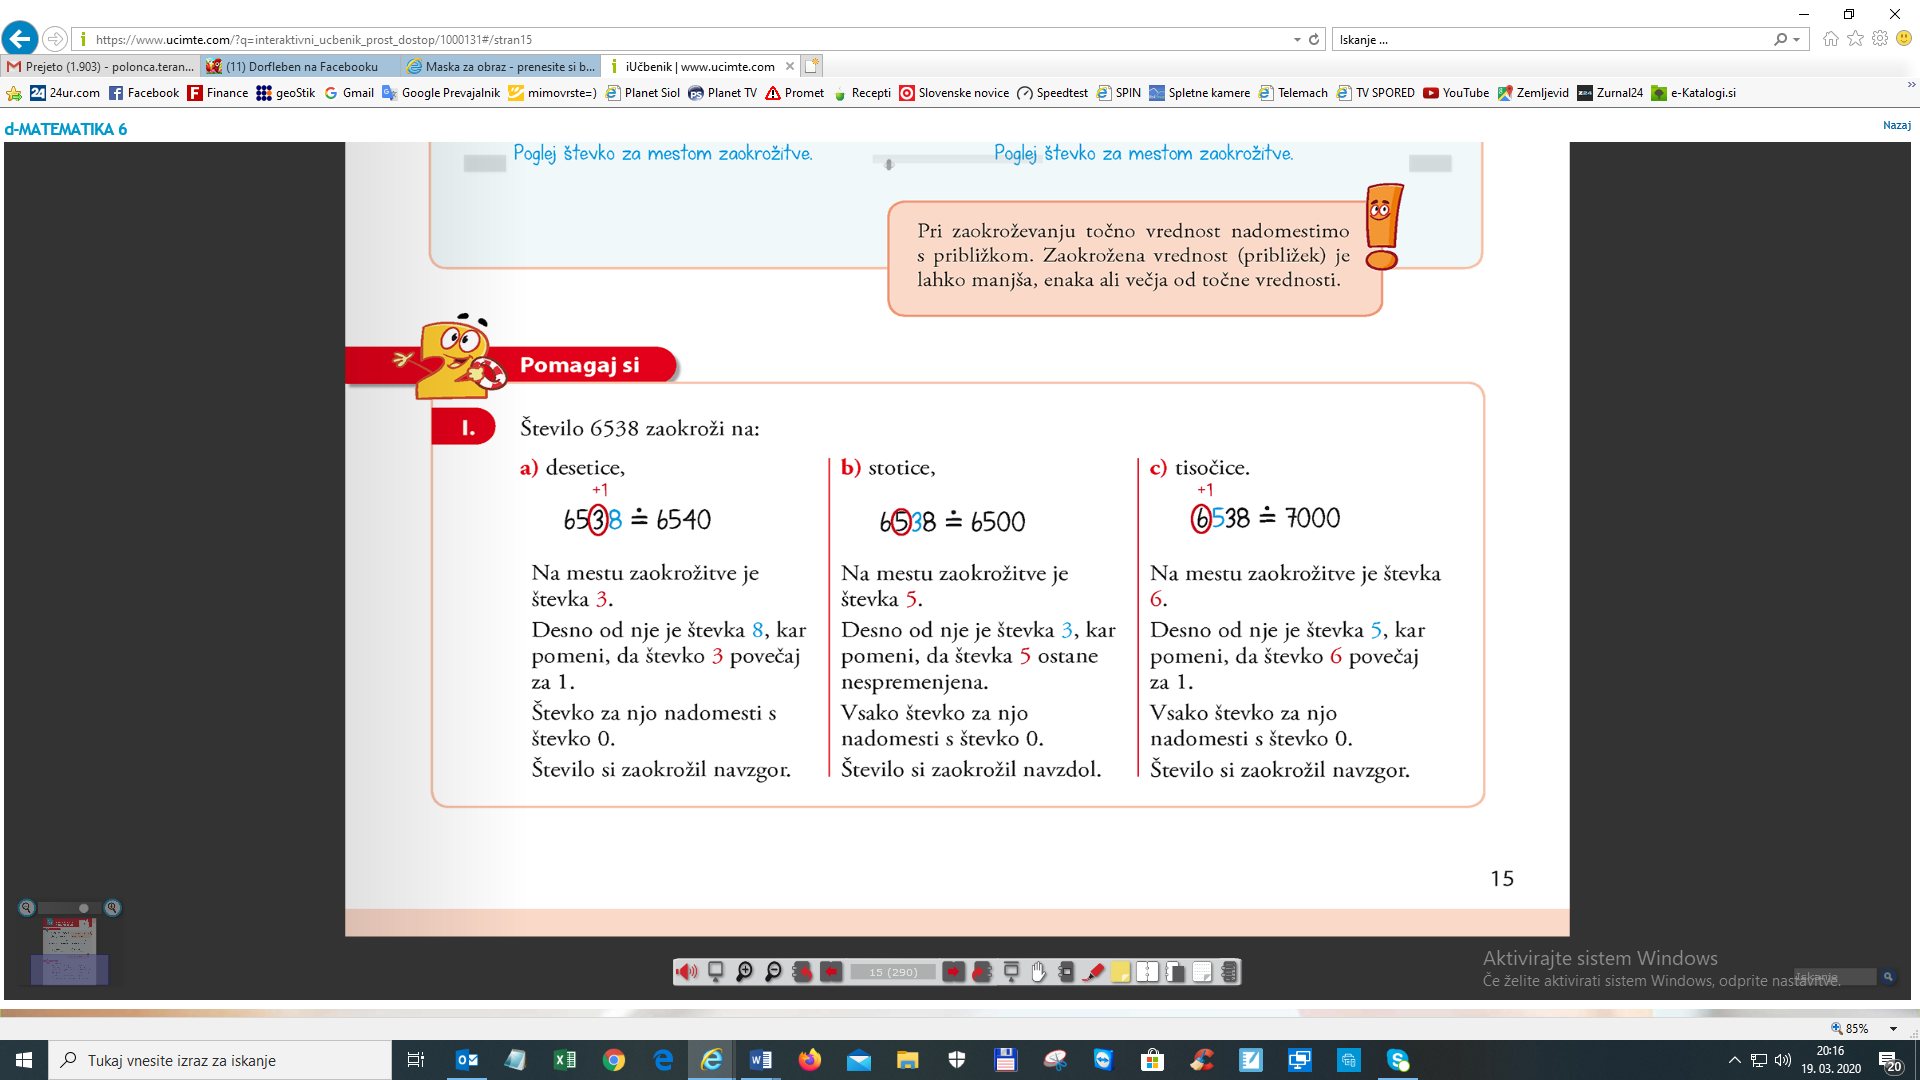 https://www.ucimte.com/?q=interaktivni_ucbenik_prost_dostop/1000131#/stran15
Iskanje ...
Prejeto (1.903) - polonca.teran...
(11) Dorfleben na Facebooku
Maska za obraz - prenesite si b...
iUčbenik | www.ucimte.com
24ur.com Facebook Finance geoStik Gmail Google Prevajalnik mimovrste=) Planet Siol Planet TV Promet Recepti Slovenske novice Speedtest SPIN Spletne kamere Telemach TV SPORED YouTube Zemljevid Zurnal24 e-Katalogi.si
d-MATEMATIKA 6
Nazaj
Poglej številko za mestom zaokrožitve.
Poglej številko za mestom zaokrožitve.
Pri zaokroževanju točno vrednost nadomestimo
s približkom. Zaokrožena vrednost (približek) je
lahko manjša, enaka ali večja od točne vrednosti.
Pomagaj si
I.
Število 6538 zaokroži na:
a) desetice,
+1
6538 ≐ 6540
Na mestu zaokrožitve je
števka 3.
Desno od nje je števka 8, kar
pomeni, da števko 3 povečaj
za 1.
Števko za njo nadomesti s
števko 0.
Število si zaokrožil navzgor.
b) stotice,
6538 ≐ 6500
Na mestu zaokrožitve je
števka 5.
Desno od nje je števka 3, kar
pomeni, da števka 5 ostane
nespremenjena.
Vsako števko za njo
nadomesti s števko 0.
Število si zaokrožil navzdol.
c) tisočice.
+1
6538 ≐ 7000
Na mestu zaokrožitve je števka
6.
Desno od nje je števka 5, kar
pomeni, da števko 6 povečaj
za 1.
Vsako števko za njo
nadomesti s števko 0.
Število si zaokrožil navzgor.
15
15 (290)
Aktivirajte sistem Windows
Če želite aktivirati sistem Windows, odprite nastavitve.
Iskanje
85%
Tukaj vnesite izraz za iskanje
20:16
19. 03. 2020
20